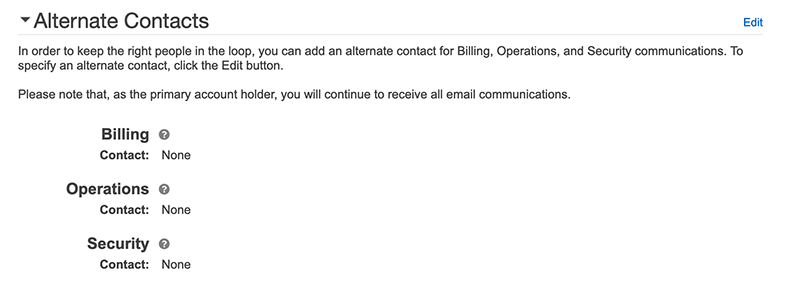 Alternate Contacts
Edit
In order to keep the right people in the loop, you can add an alternate contact for Billing, Operations, and Security communications. To
specify an alternate contact, click the Edit button.
Please note that, as the primary account holder, you will continue to receive all email communications.
Billing ?
Contact: None
Operations ?
Contact: None
Security ?
Contact: None